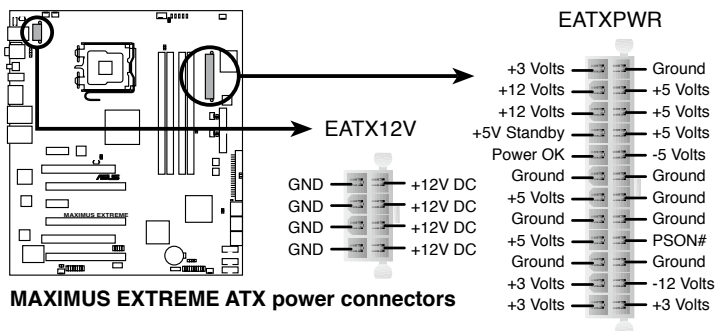 EATXPWR
+3 Volts Ground
+12 Volts +5 Volts
+12 Volts +5 Volts
+5V Standby +5 Volts
Power OK -5 Volts
Ground Ground
+5 Volts Ground
Ground Ground
+5 Volts PSON#
Ground Ground
+3 Volts -12 Volts
+3 Volts +3 Volts
EATX12V
GND +12V DC
GND +12V DC
GND +12V DC
GND +12V DC
ASUS
MAXIMUS EXTREME
MAXIMUS EXTREME ATX power connectors